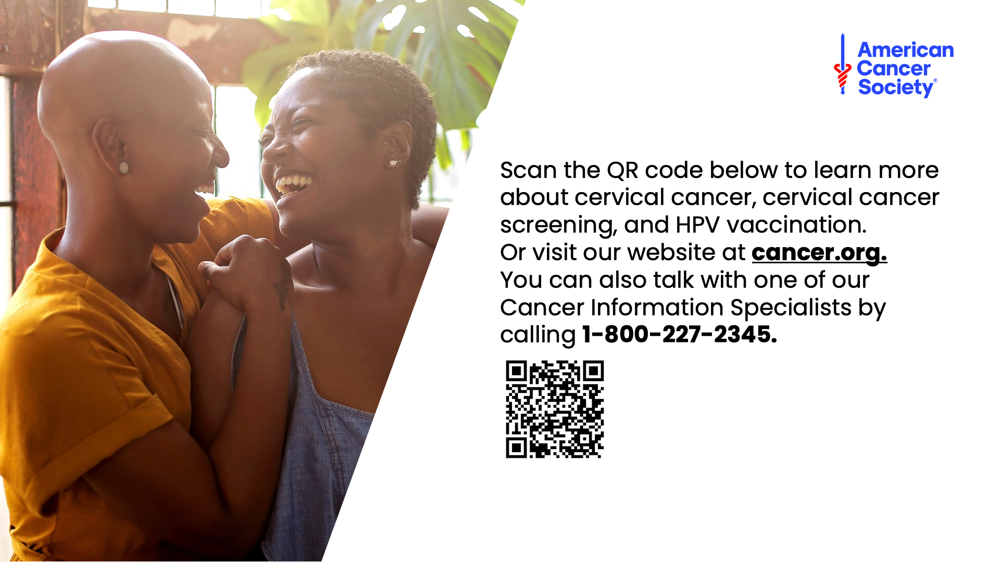 American
Cancer
Society®
Scan the QR code below to learn more
about cervical cancer, cervical cancer
screening, and HPV vaccination.
Or visit our website at cancer.org.
You can also talk with one of our
Cancer Information Specialists by
calling 1-800-227-2345.